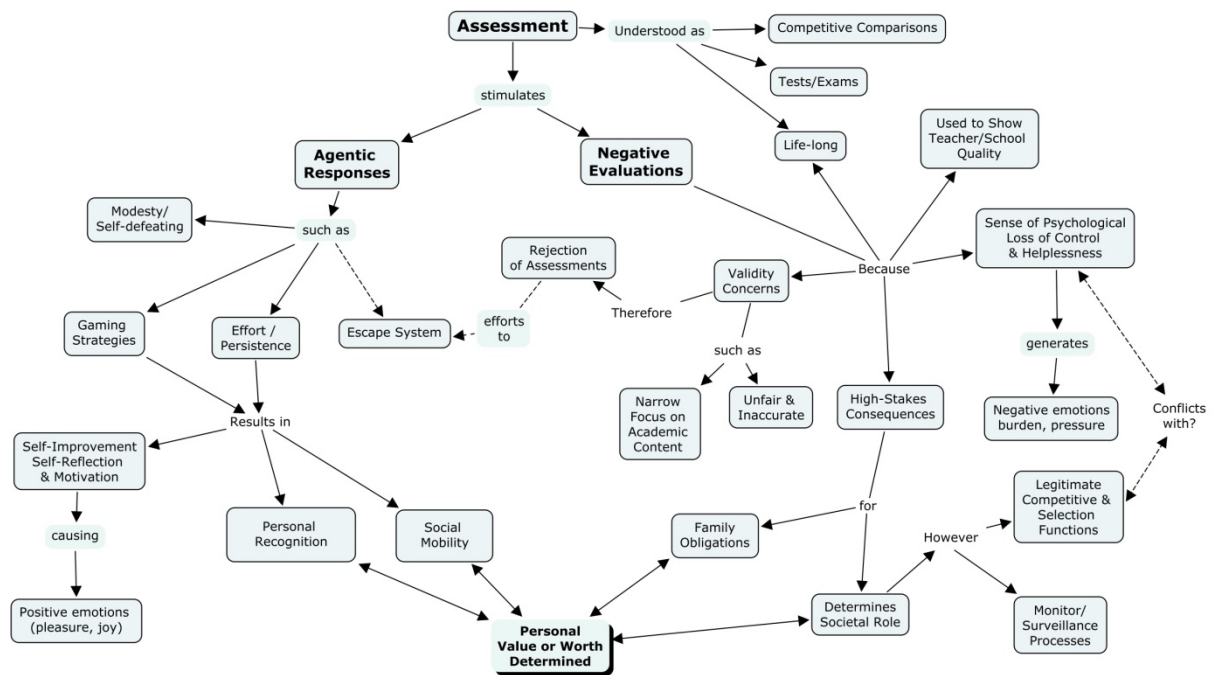 Assessment
Understood as
Competitive Comparisons
Tests/Exams
stimulates
Life-long
Used to Show
Teacher/School
Quality
Agentic
Responses
Negative
Evaluations
Modesty/
Self-defeating
such as
Rejection
of Assessments
Validity
Concerns
Because
Sense of Psychological
Loss of Control
& Helplessness
Therefore
Gaming
Strategies
Effort /
Persistence
Escape System
efforts
to
such as
generates
Narrow
Focus on
Academic
Content
Unfair &
Inaccurate
High-Stakes
Consequences
Negative emotions
burden, pressure
Conflicts
with?
Results in
Self-Improvement
Self-Reflection
& Motivation
Legitimate
Competitive &
Selection
Functions
causing
Personal
Recognition
Social
Mobility
Family
Obligations
for
However
Positive emotions
(pleasure, joy)
Personal
Value or Worth
Determined
Determines
Societal Role
Monitor/
Surveillance
Processes